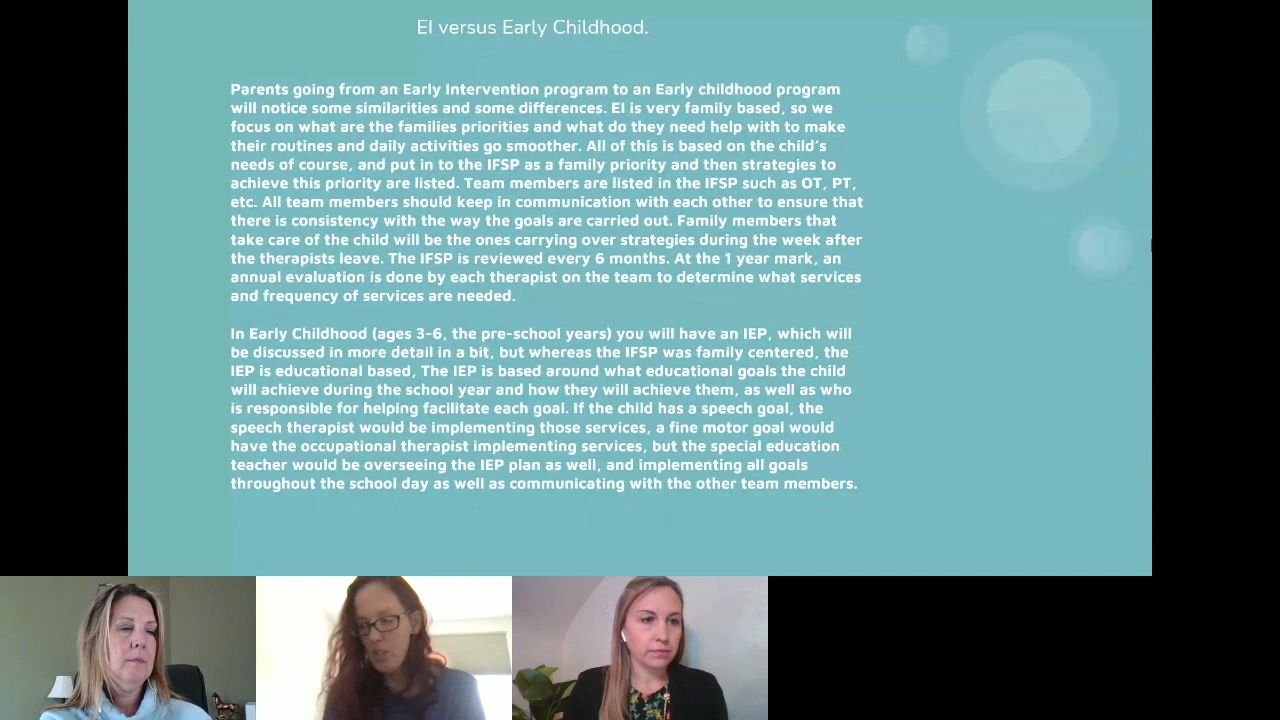 EI versus Early Childhood.
Parents going from an Early Intervention program to an Early childhood program
will notice some similarities and some differences. EI is very family based, so we
focus on what are the families priorities and what do they need help with to make
their routines and daily activities go smoother. All of this is based on the child's
needs of course, and put in to the IFSP as a family priority and then strategies to
achieve this priority are listed. Team members are listed in the IFSP such as OT, PT,
etc. All team members should keep in communication with each other to ensure that
there is consistency with the way the goals are carried out. Family members that
take care of the child will be the ones carrying over strategies during the week after
the therapists leave. The IFSP is reviewed every 6 months. At the 1 year mark, an
annual evaluation is done by each therapist on the team to determine what services
and frequency of services are needed.
In Early Childhood (ages 3-6, the pre-school years) you will have an IEP, which will
be discussed in more detail in a bit, but whereas the IFSP was family centered, the
IEP is educational based, The IEP is based around what educational goals the child
will achieve during the school year and how they will achieve them, as well as who
is responsible for helping facilitate each goal. If the child has a speech goal, the
speech therapist would be implementing those services, a fine motor goal would
have the occupational therapist implementing services, but the special education
teacher would be overseeing the IEP plan as well, and implementing all goals
throughout the school day as well as communicating with the other team members.